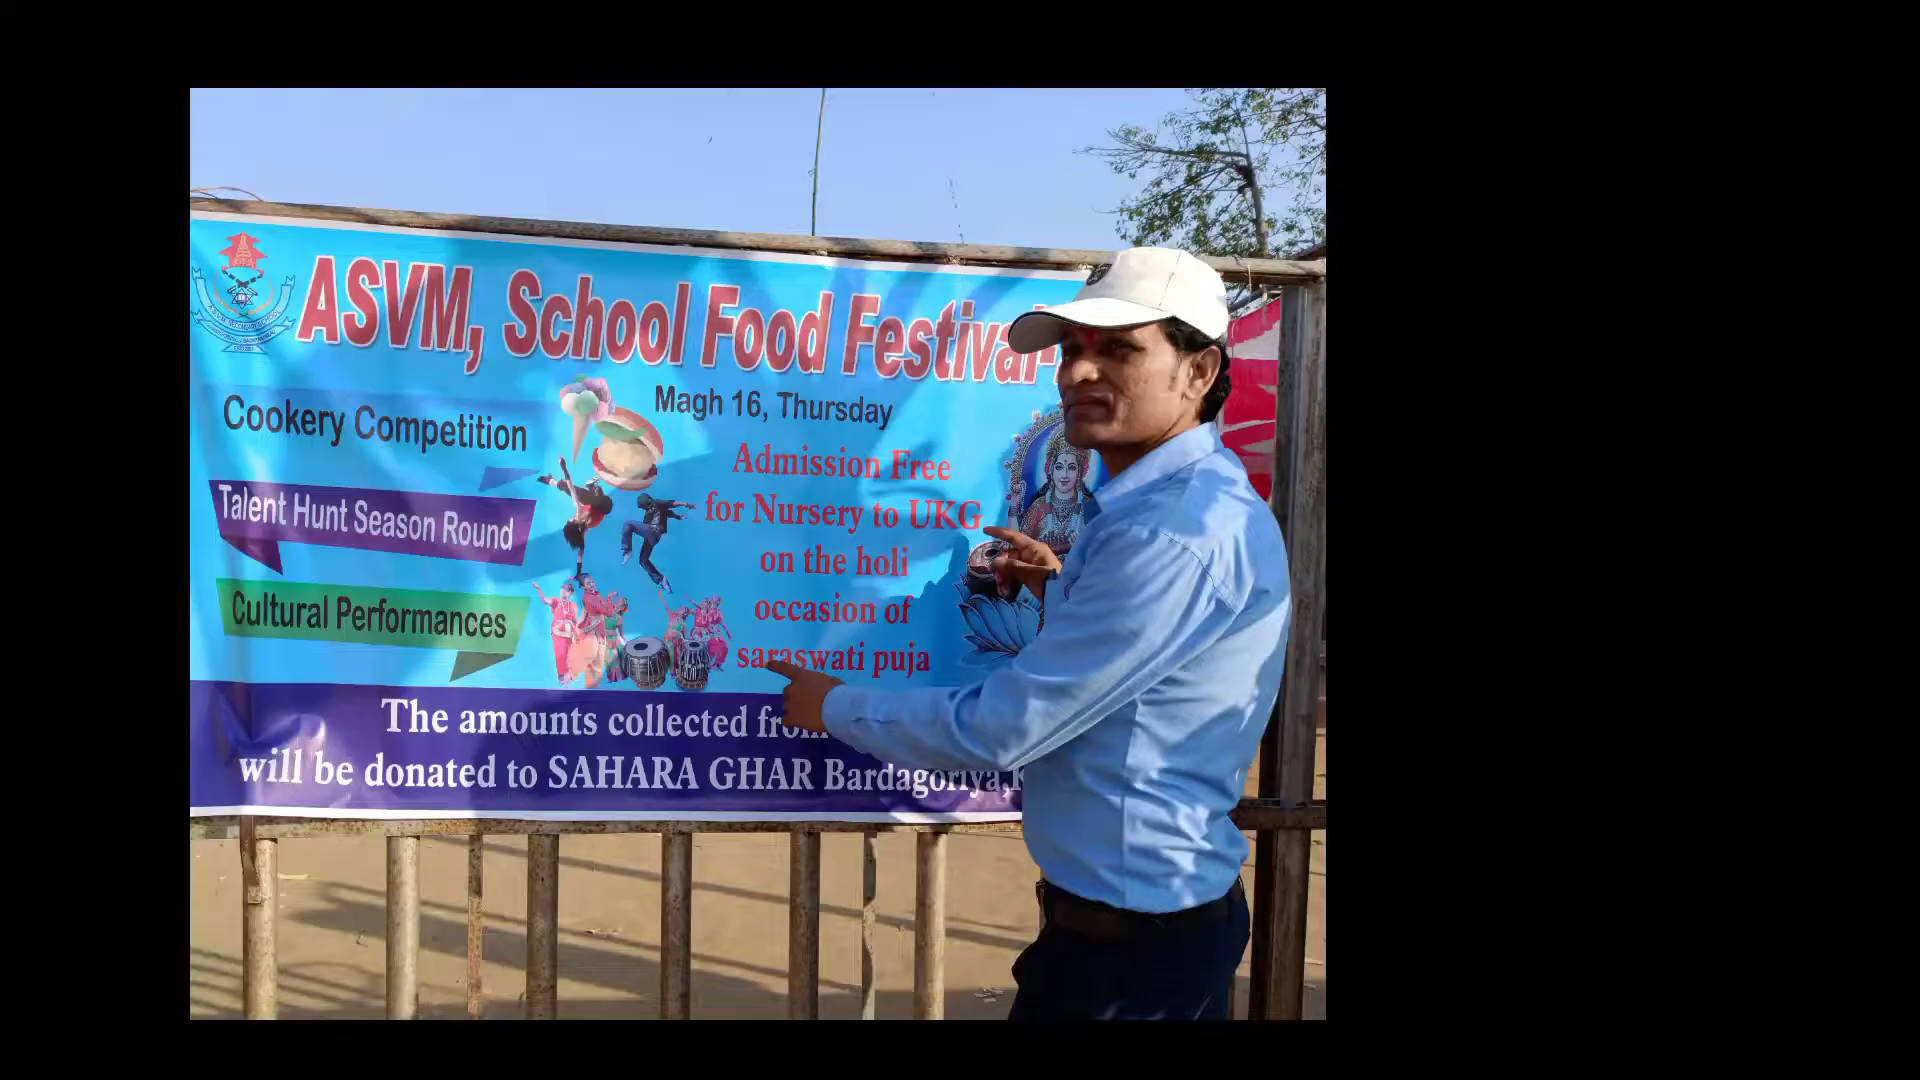 ASVM, School Food Festival
Magh 16, Thursday
Cookery Competition
Talent Hunt Season Round
Cultural Performances
Admission Free
for Nursery to UKG
on the holi
occasion of
saraswati puja
The amounts collected
will be donated to SAHARA GHAR Bardagoriya,